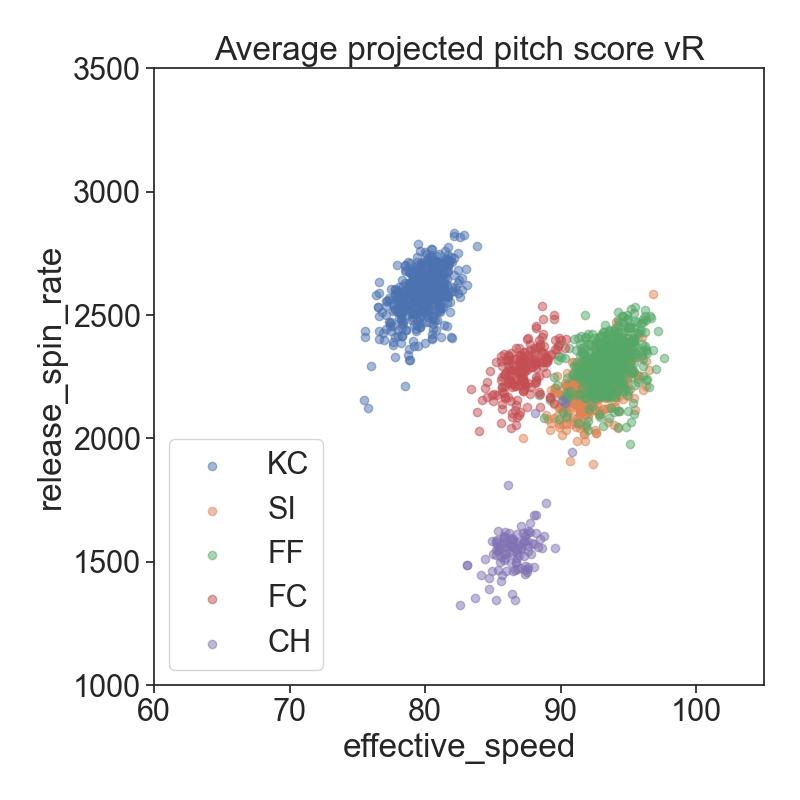 Average projected pitch score vR
3500
3000
2500
2000
1500
1000
release_spin_rate
KC
SI
FF
FC
CH
60
70
80
90
100
effective_speed